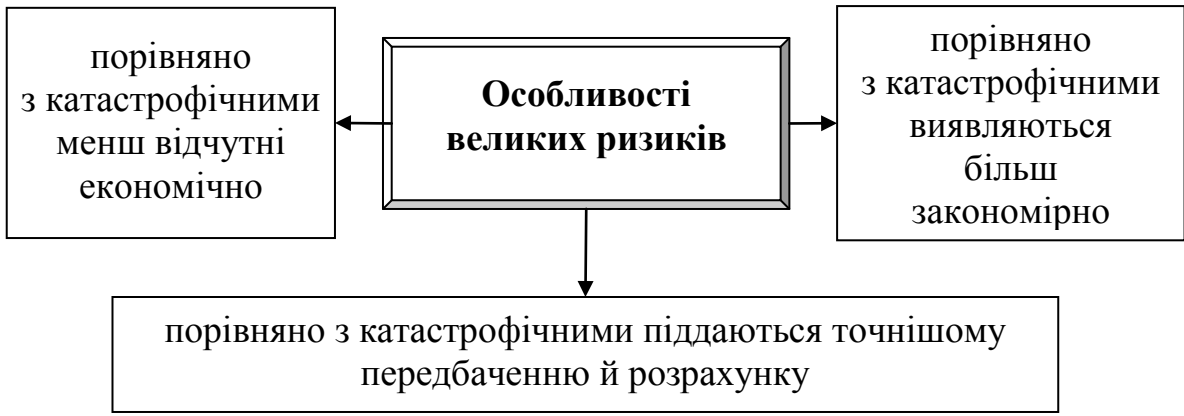 порівняно
з катастрофічними
менш відчутні
економічно
Особливості
великих ризиків
порівняно
з катастрофічними
виявляються
більш
закономірно
порівняно з катастрофічними піддаються точнішому
передбаченню й розрахунку